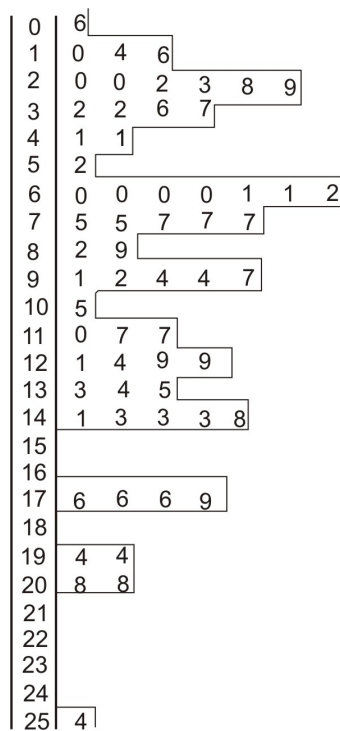 0 6
1 0 4 6
2 0 0 2 3 8 9
3 2 2 6 7
4 1 1
5 2
6 0 0 0 0 1 1 2
7 5 5 7 7 7
8 2 9
9 1 2 4 4 7
10 5
11 0 7 7
12 1 4 9 9
13 3 4 5
14 1 3 3 3 8
15
16
17 6 6 6 9
18
19 4 4
20 8 8
21
22
23
24
25 4